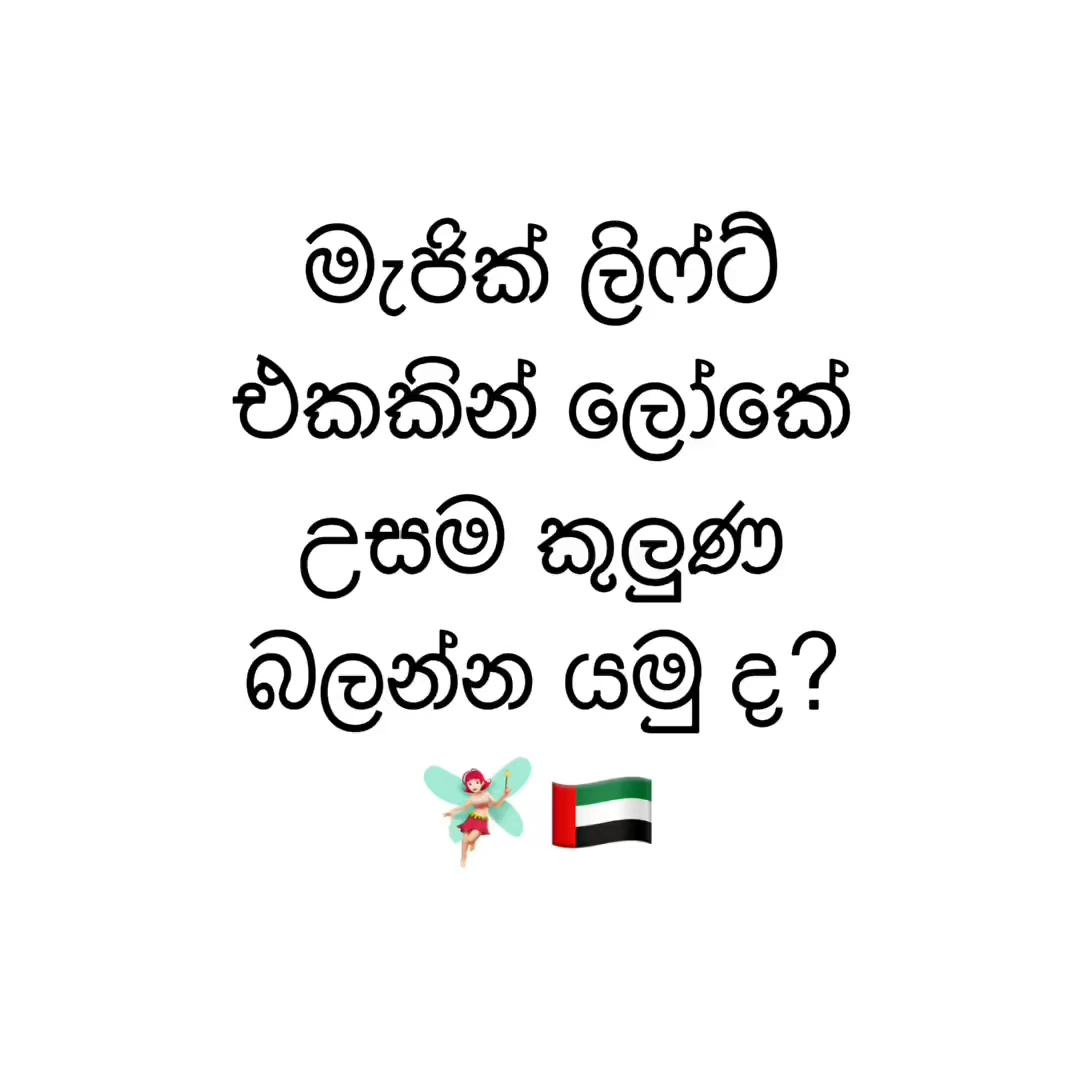 මැජික් ලිෆ්ට්
එකකින් ලෝකේ
උසම කුලුණ
බලන්න යමු ද?
🧚🏻‍♀️ 🇦🇪